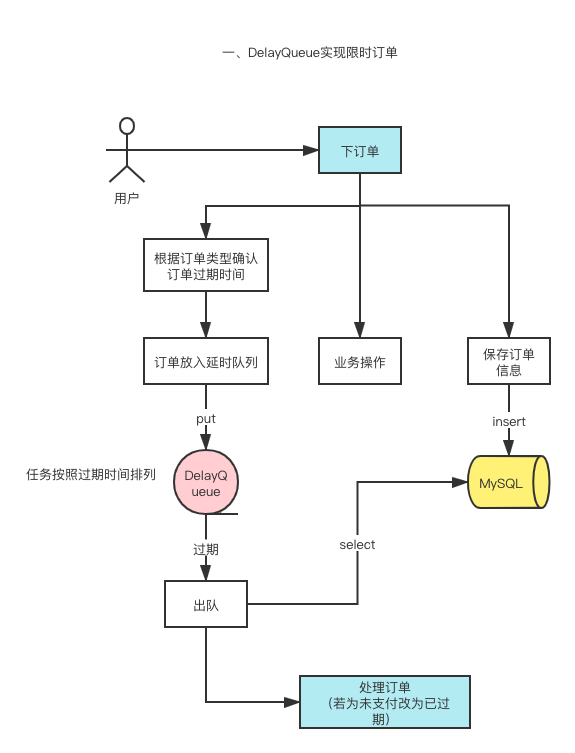 一、DelayQueue实现限时订单
下订单
用户
根据订单类型确认
订单过期时间
订单放入延时队列
业务操作
保存订单
信息
put
insert
任务按照过期时间排列
DelayQ
ueue
MySQL
过期
select
出队
处理订单
（若为未支付改为已过
期）